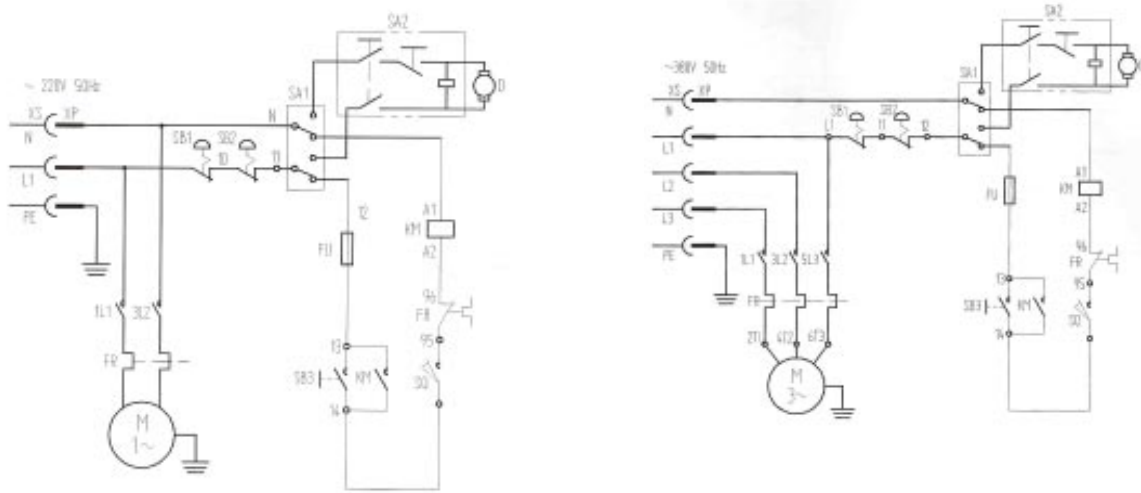 SA2
~ 220V 50Hz
XS XP
N
SA1
N
D
SB1 SB2
10
11
L1
PE
12
FU
A1
KM
A2
96
FR
95
1L1 3L2
FR
13
SB3 KM
SQ
14
M
1~
SA2
~380V 50Hz
XS XP
N
SA1
SB1 SB2
L1
11
12
L1
L2
L3
PE
FU
A1
KM
A2
96
FR
95
1L1 3L2 5L3
FR
13
SB3 KM
SQ
14
2T1 4T2 6T3
M
3~